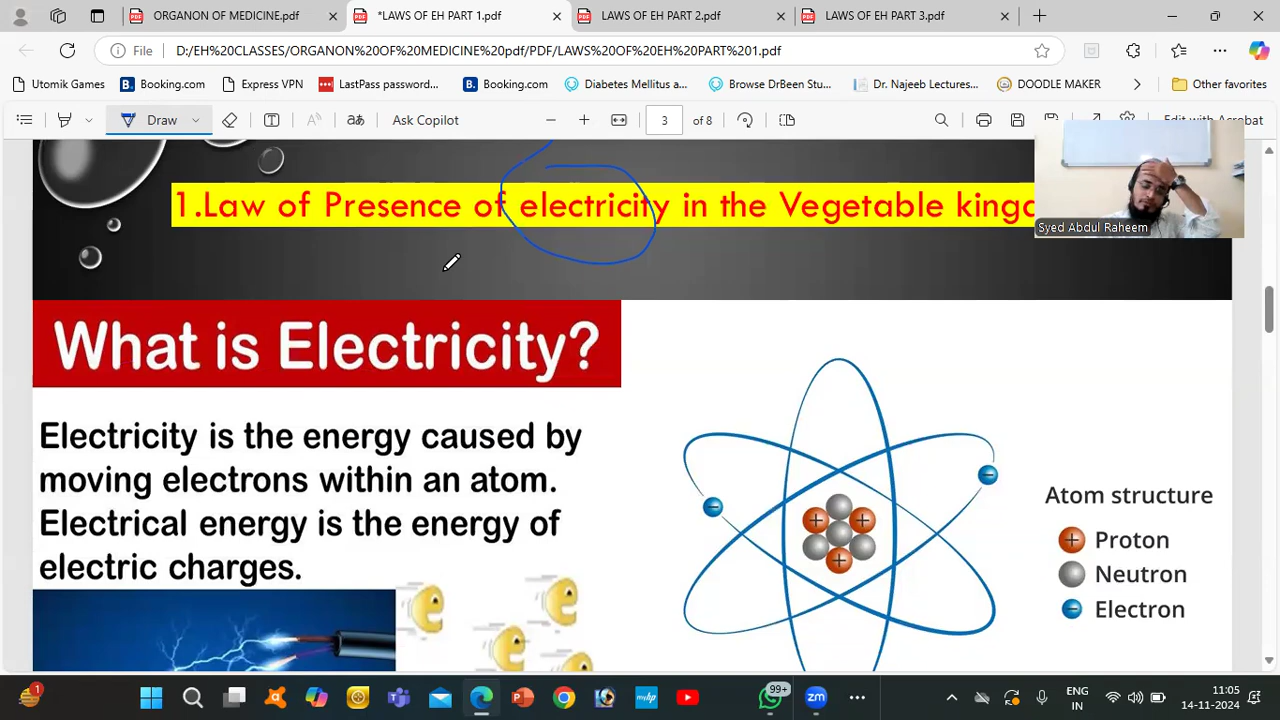 ORGANON OF MEDICINE.pdf
*LAWS OF EH PART 1.pdf
LAWS OF EH PART 2.pdf
LAWS OF EH PART 3.pdf
File
D:/EH%20CLASSES/ORGANON%20OF%20MEDICINE%20pdf/PDF/LAWS%20OF%20EH%20PART%201.pdf
Utomik Games
Booking.com
Express VPN
LastPass password...
Booking.com
Diabetes Mellitus a...
Browse DrBeen Stu...
Dr. Najeeb Lectures...
DOODLE MAKER
Other favorites
Draw
Ask Copilot
3 of 8
Edit with Acrobat
1.Law of Presence of electricity in the Vegetable
Syed Abdul Raheem
What is Electricity?
Electricity is the energy caused by
moving electrons within an atom.
Electrical energy is the energy of
electric charges.
Atom structure
Proton
Neutron
Electron
99+
ENG
IN
11:05
14-11-2024